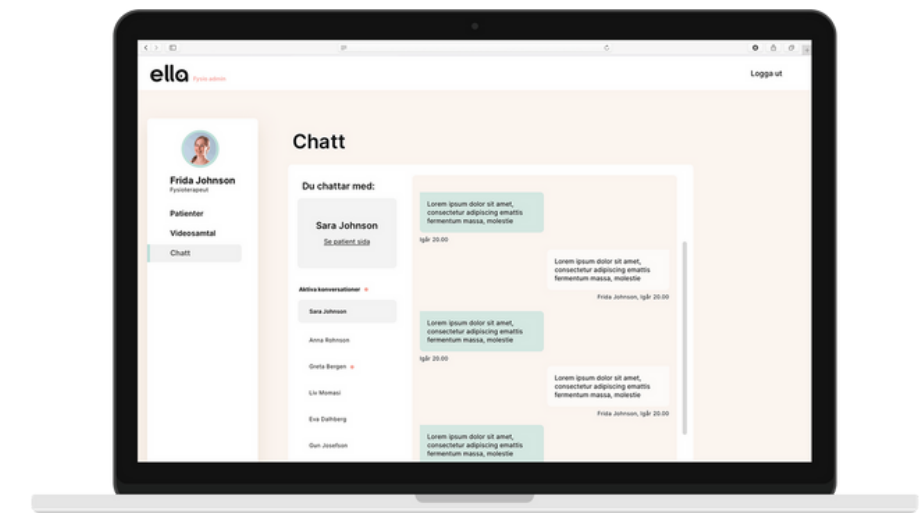 ella Fysio admin
Logga ut
Frida Johnson
Fysioterapeut
Patienter
Videosamtal
Chatt
Chatt
Du chattar med:
Sara Johnson
Se patient sida
Aktiva konversationer
Sara Johnson
Anna Rohnson
Greta Bergen
Liv Momasi
Eva Dalhberg
Gun Josefson
Lorem ipsum dolor sit amet,
consectetur adipiscing emattis
fermentum massa, molestie
Igår 20.00
Lorem ipsum dolor sit amet,
consectetur adipiscing emattis
fermentum massa, molestie
Frida Johnson, Igår 20.00
Lorem ipsum dolor sit amet,
consectetur adipiscing emattis
fermentum massa, molestie
Igår 20.00
Lorem ipsum dolor sit amet,
consectetur adipiscing emattis
fermentum massa, molestie
Frida Johnson, Igår 20.00
Lorem ipsum dolor sit amet,
consectetur adipiscing emattis
fermentum massa, molestie